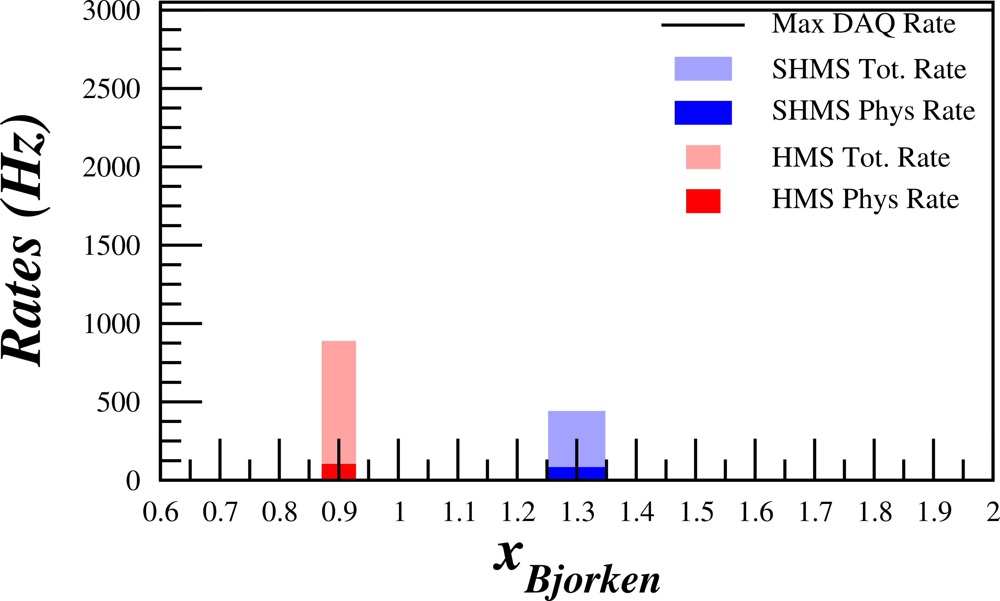 Rates (Hz)
3000
2500
2000
1500
1000
500
0
Max DAQ Rate
SHMS Tot. Rate
SHMS Phys Rate
HMS Tot. Rate
HMS Phys Rate
0.6 0.7 0.8 0.9 1 1.1 1.2 1.3 1.4 1.5 1.6 1.7 1.8 1.9 2
x Bjorken